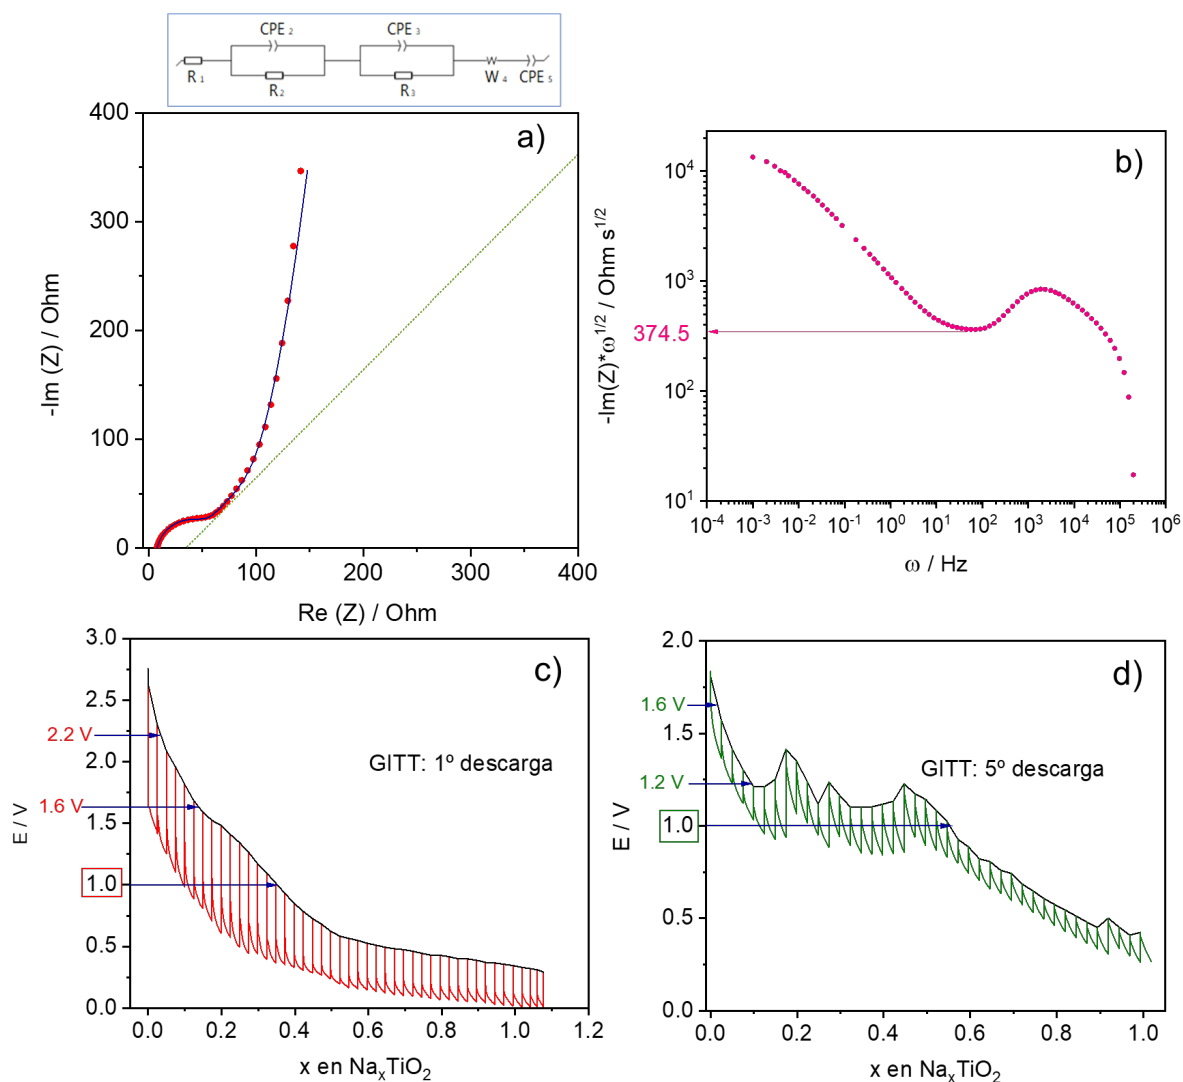 CPE 2
CPE 3
R 1
R2
R3
W 4
CPE 5
a)
400
300
200
100
0
-Im (Z) / Ohm
0
100
200
300
400
Re (Z) / Ohm
b)
10^4
10^3
374.5
10^2
10^1
-Im(Z)*ω^1/2 / Ohm s^1/2
10^-4
10^-3
10^-2
10^-1
10^0
10^1
10^2
10^3
10^4
10^5
10^6
ω / Hz
c)
3.0
2.5
2.2 V
2.0
1.6 V
1.5
1.0
0.5
0.0
E / V
GITT: 1º descarga
0.0
0.2
0.4
0.6
0.8
1.0
1.2
x en NaxTiO2
d)
2.0
1.6 V
1.5
1.2 V
1.0
0.5
0.0
E / V
GITT: 5º descarga
0.0
0.2
0.4
0.6
0.8
1.0
x en NaxTiO2